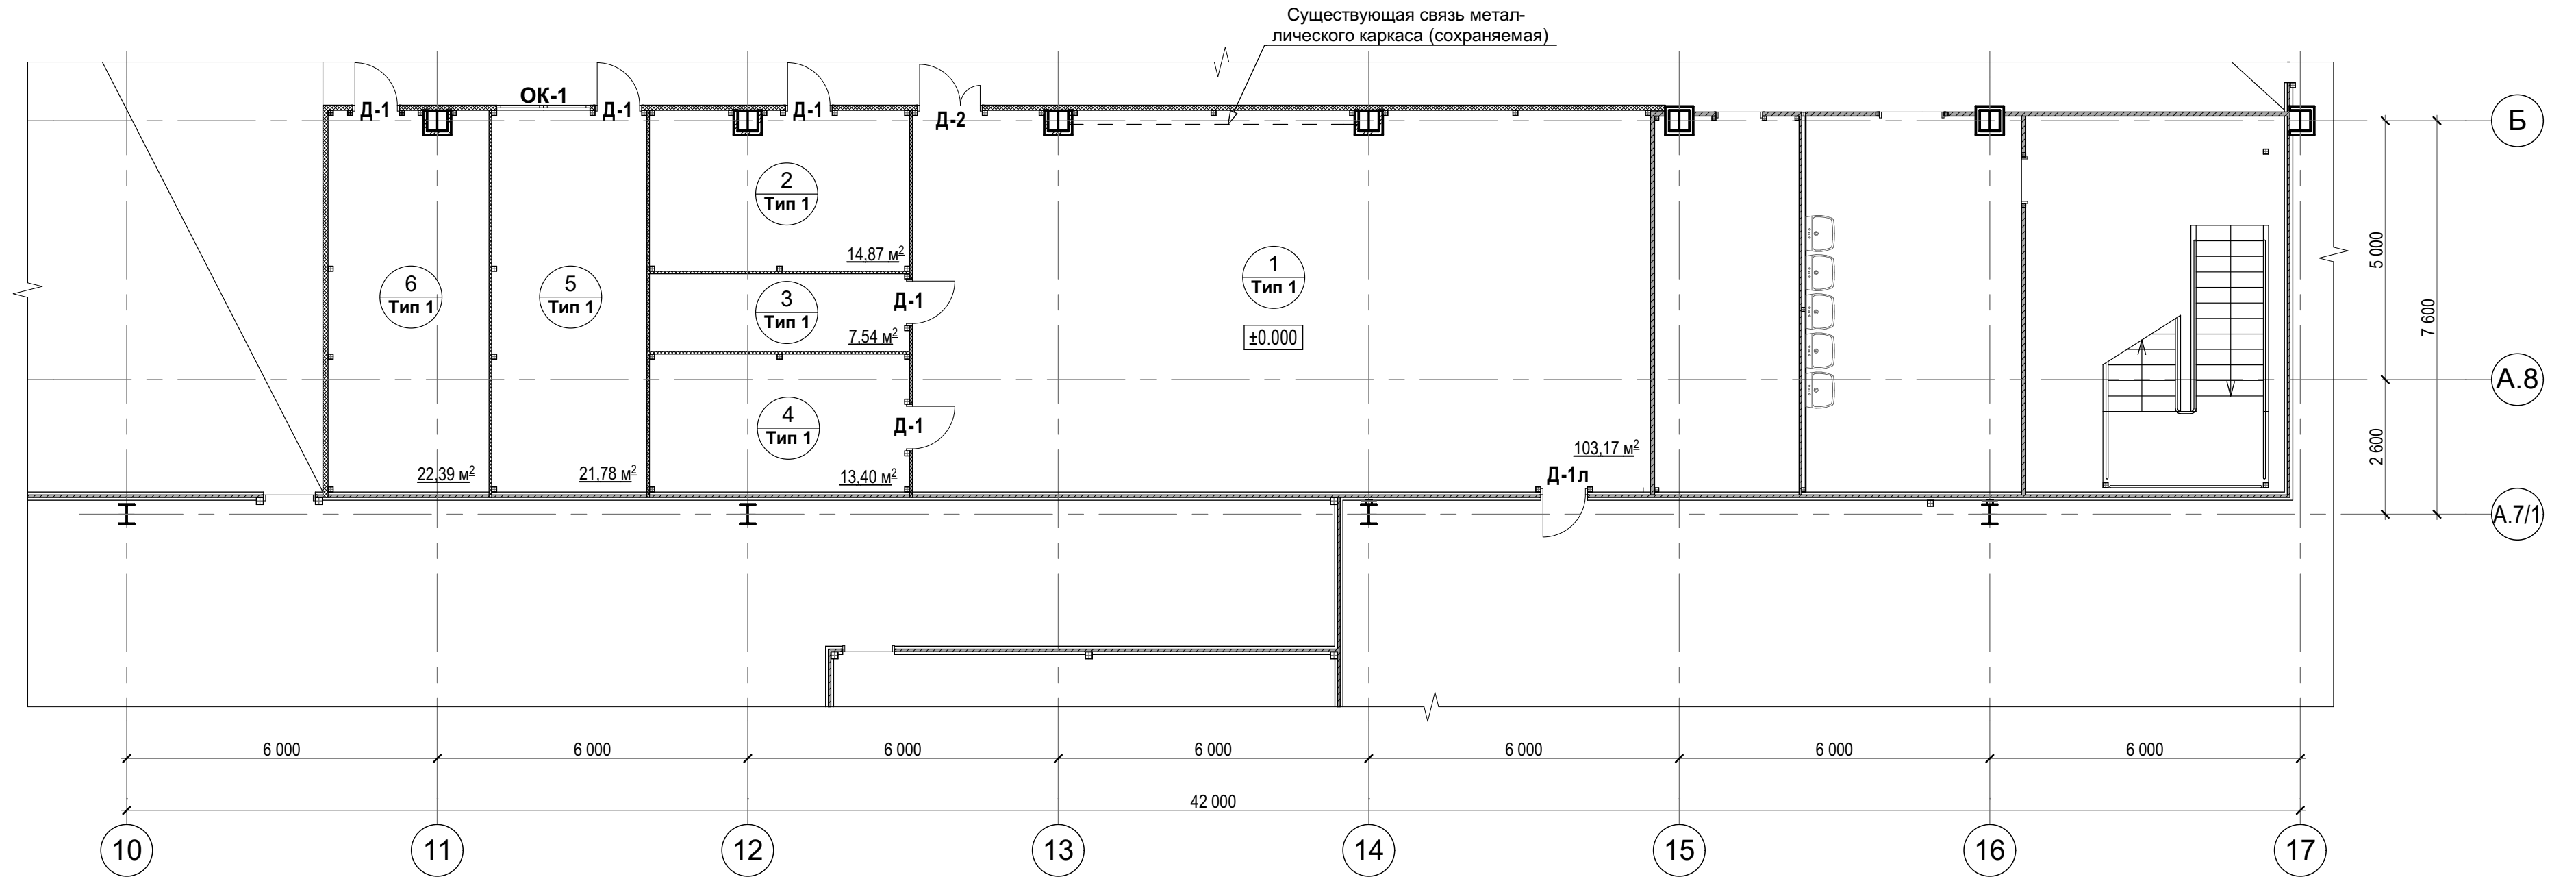 Существующая связь метал-
лического каркаса (сохраняемая)
ОК-1
Д-1
Д-1
Д-1
Д-2
Б
2
Тип 1
14,87 м²
6
Тип 1
5
Тип 1
3
Тип 1
7,54 м²
Д-1
1
Тип 1
±0.000
5 000
7 600
А.8
4
Тип 1
Д-1
103,17 м²
2 600
22,39 м²
21,78 м²
13,40 м²
Д-1л
А.7/1
6 000
6 000
6 000
6 000
6 000
6 000
6 000
42 000
10
11
12
13
14
15
16
17